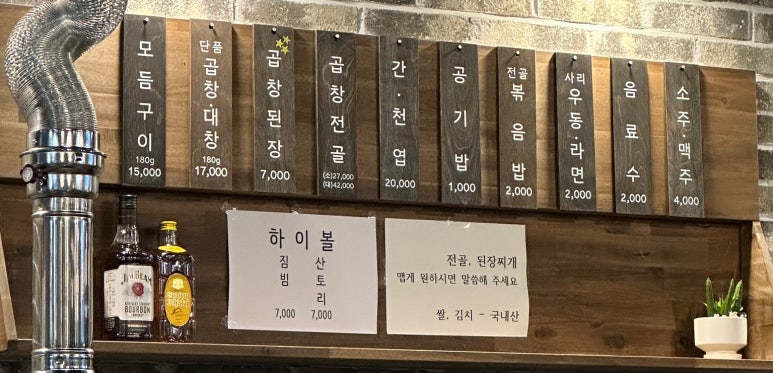 모듬구이
180g
15,000
단품
곱창·대창
180g
17,000
곱창된장
7,000
곱창전골
(소)27,000
(대)42,000
간·천엽
20,000
공기밥
1,000
전골
볶음밥
2,000
사리
우동·라면
2,000
음료수
2,000
소주·맥주
4,000
하이볼
짐빔
7,000
산토리
7,000
전골, 된장찌개
맵게 원하시면 말씀해 주세요
쌀, 김치 - 국내산
JIM BEAM
BOURBON